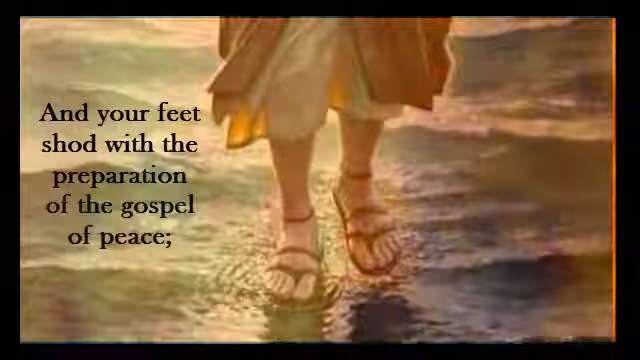 And your feet
shod with the
preparation
of the gospel
of peace;